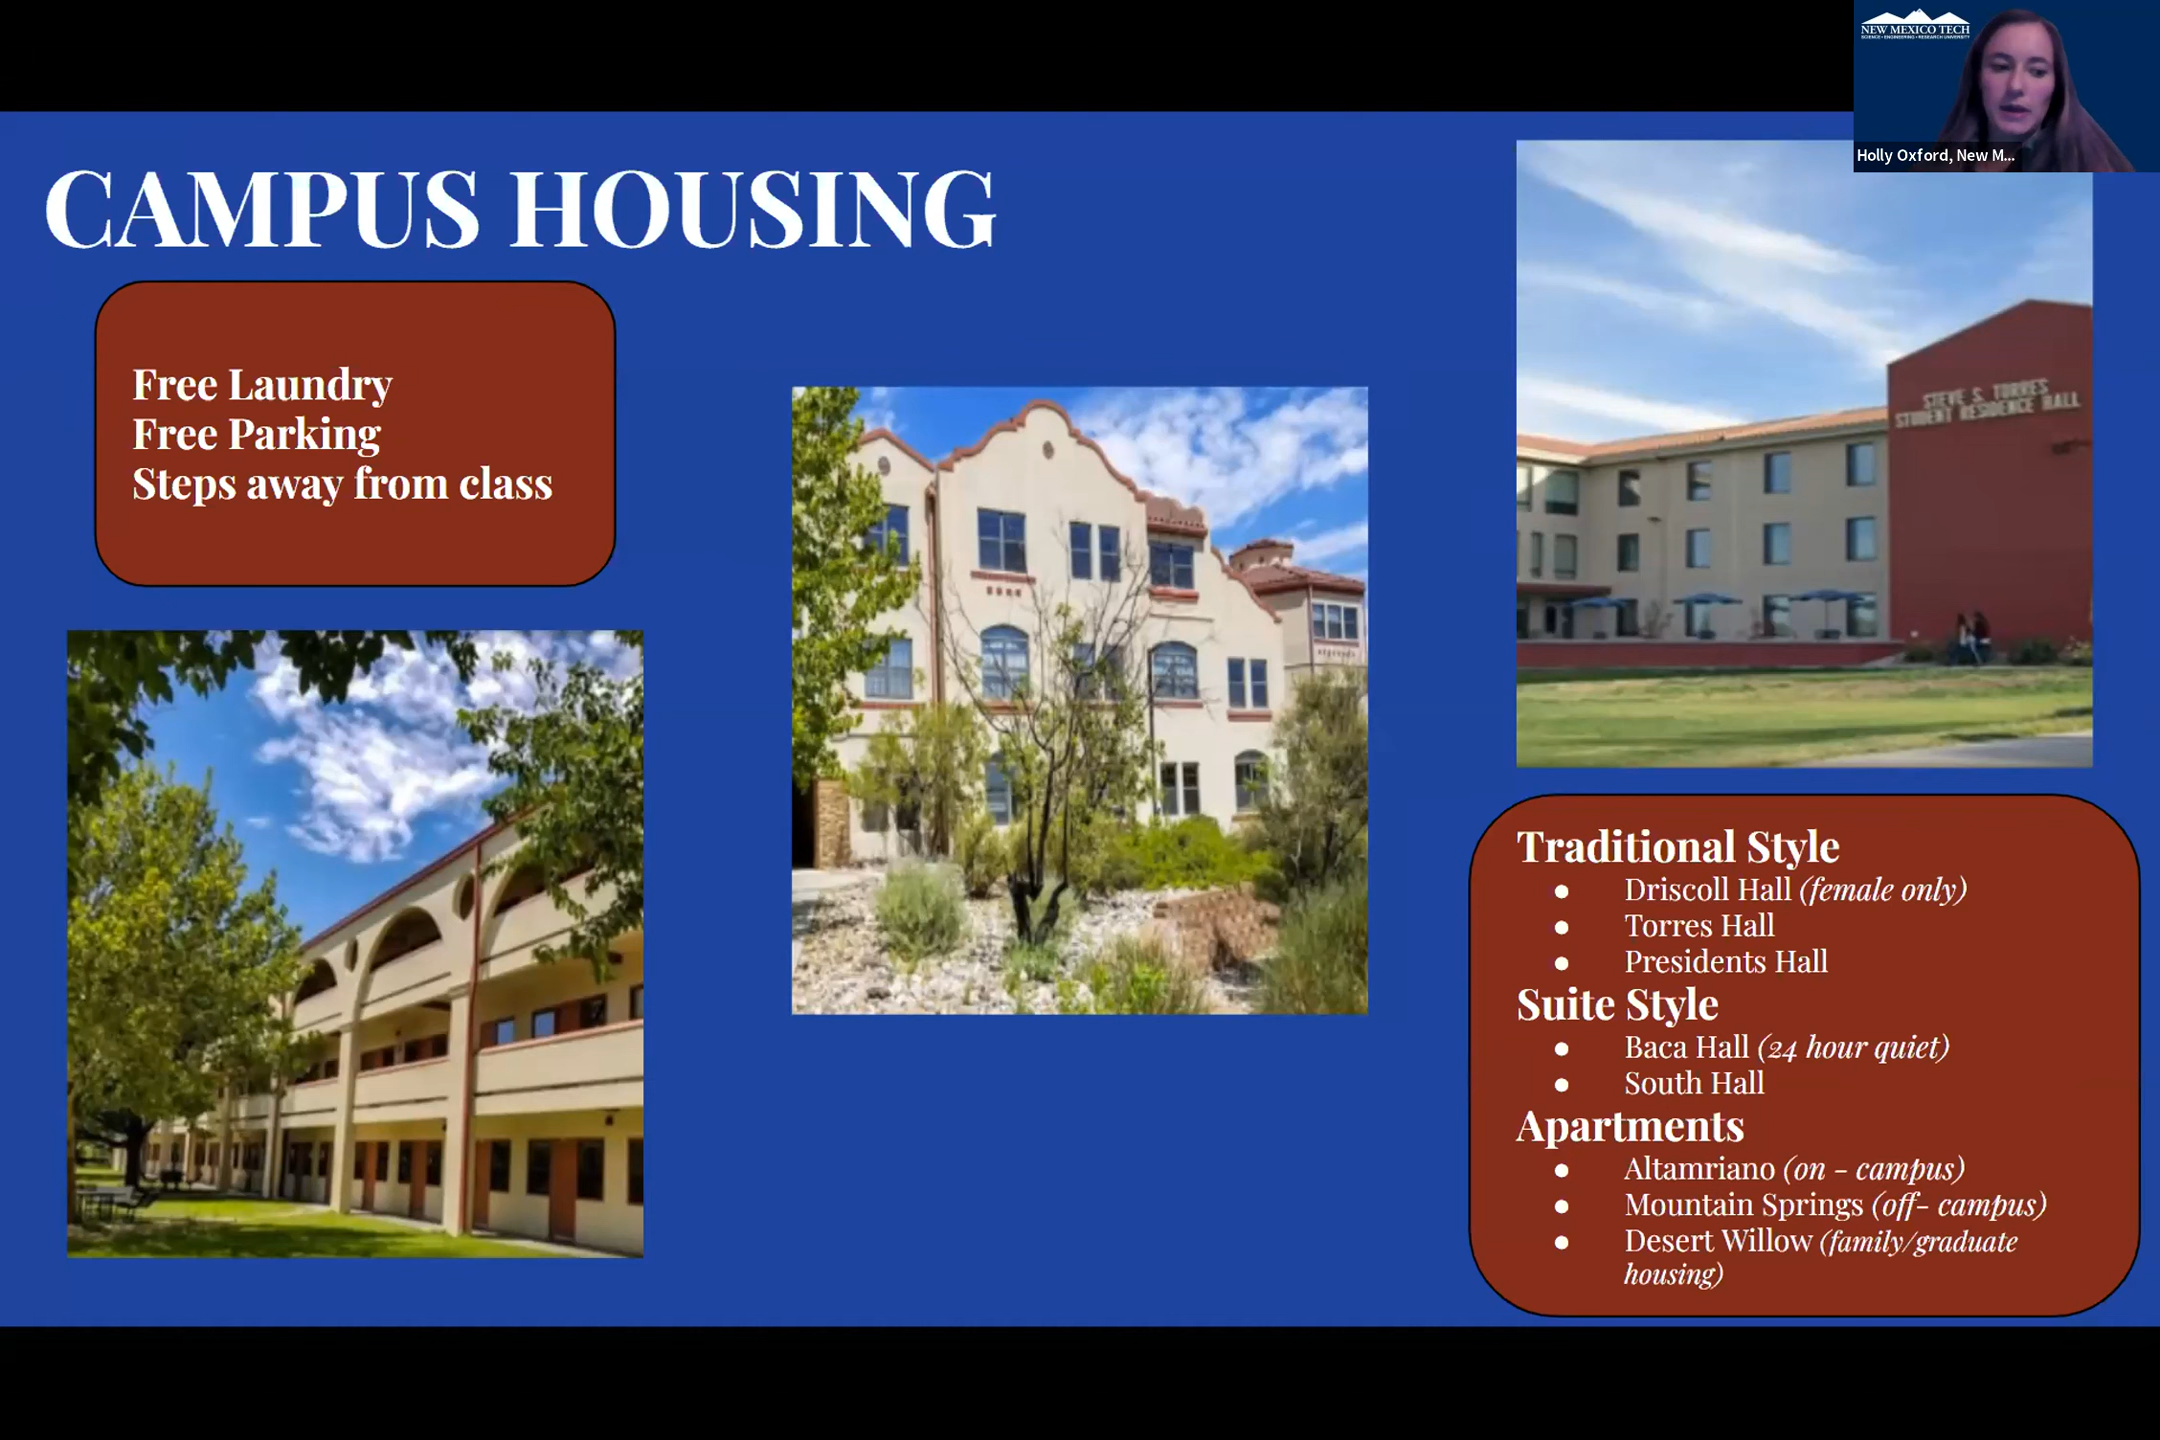 NEW MEXICO TECH
SCIENCE • ENGINEERING • RESEARCH UNIVERSITY
Holly Oxford, New M...
CAMPUS HOUSING
Free Laundry
Free Parking
Steps away from class
STEVE S. TORRES
STUDENT RESIDENCE HALL
Traditional Style
● Driscoll Hall (female only)
● Torres Hall
● Presidents Hall
Suite Style
● Baca Hall (24 hour quiet)
● South Hall
Apartments
● Altamriano (on - campus)
● Mountain Springs (off- campus)
● Desert Willow (family/graduate
housing)